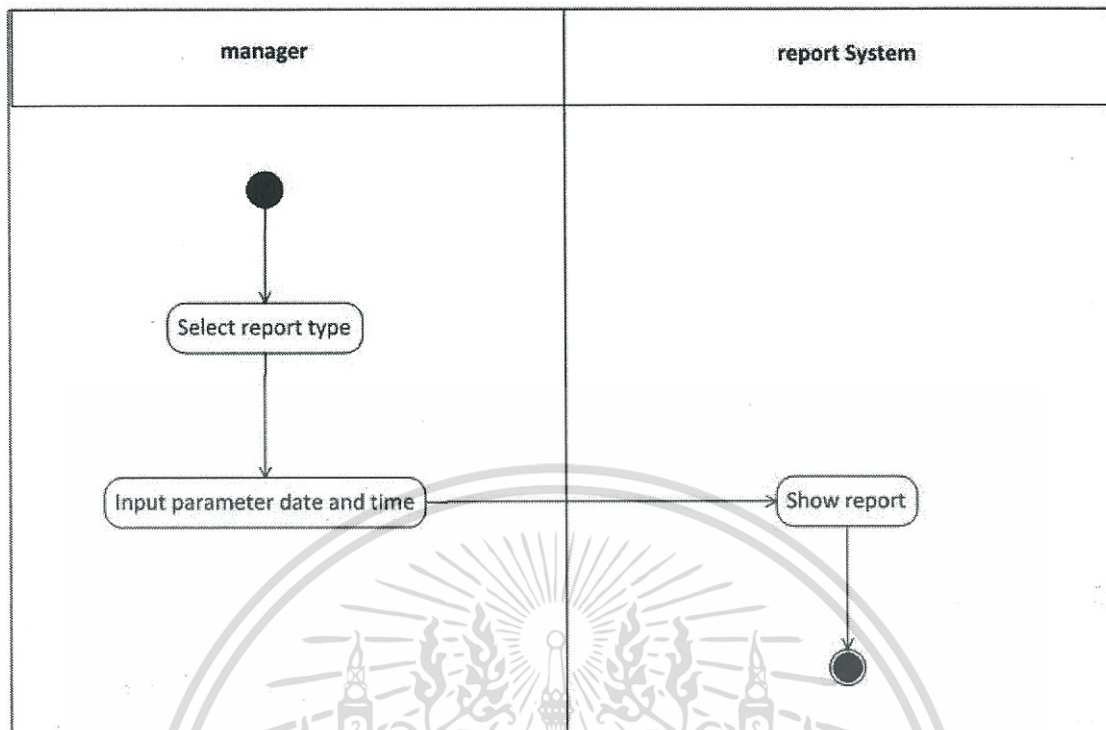 manager
report System
Select report type
Input parameter date and time
Show report